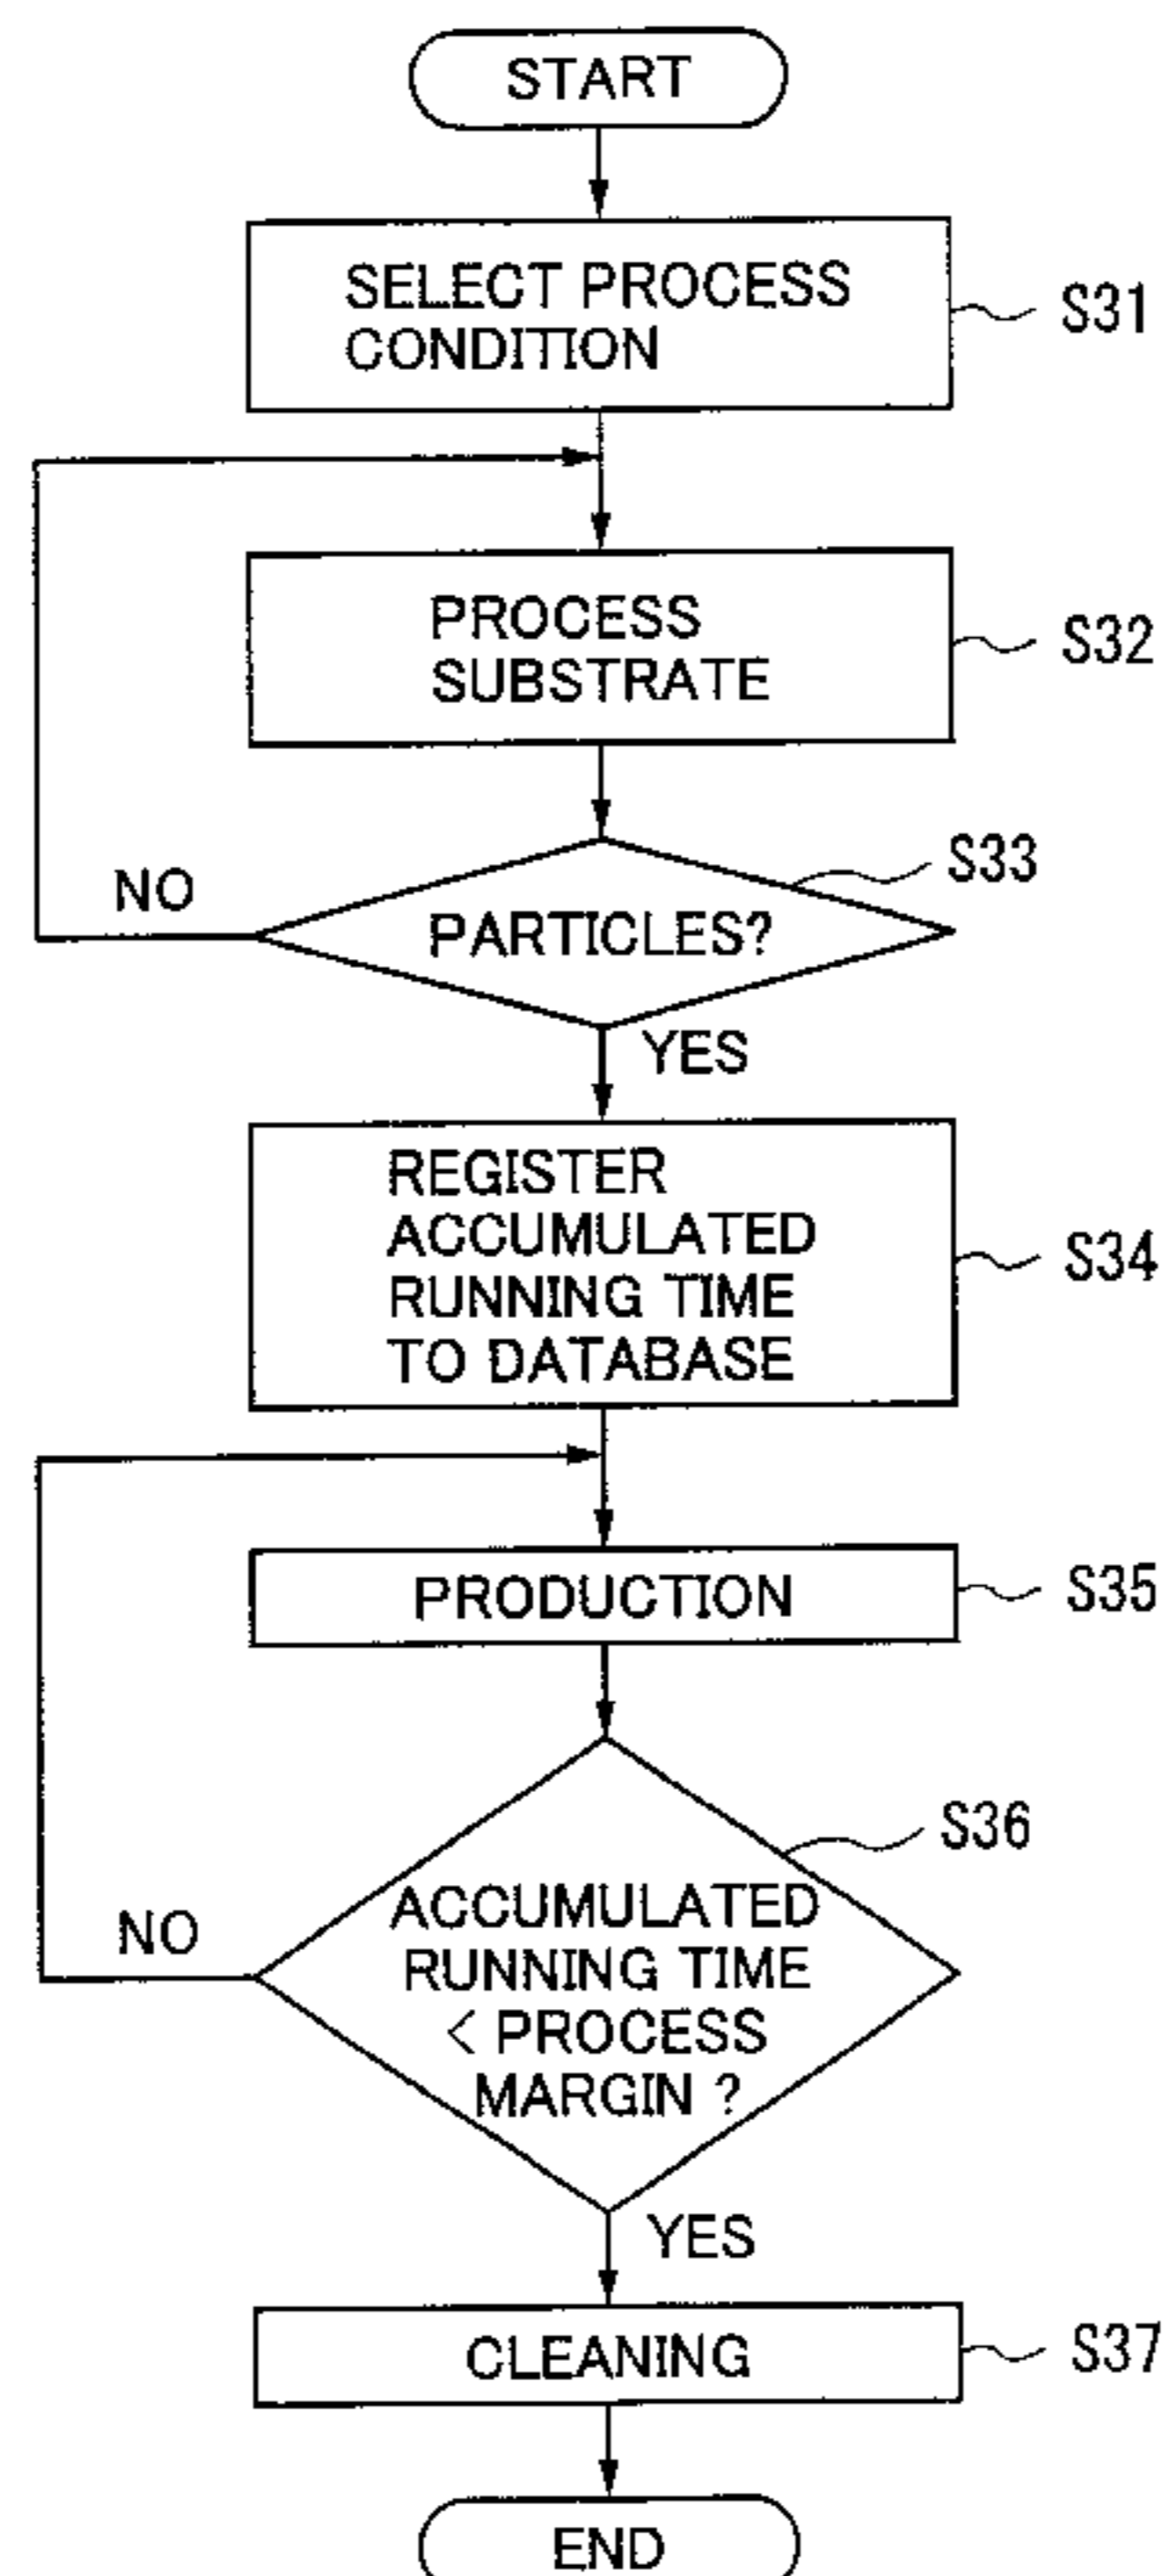 START
SELECT PROCESS
CONDITION
S31
PROCESS
SUBSTRATE
S32
S33
NO
PARTICLES?
YES
REGISTER
ACCUMULATED
RUNNING TIME
TO DATABASE
S34
PRODUCTION
S35
S36
NO
ACCUMULATED
RUNNING TIME
< PROCESS
MARGIN ?
YES
CLEANING
S37
END